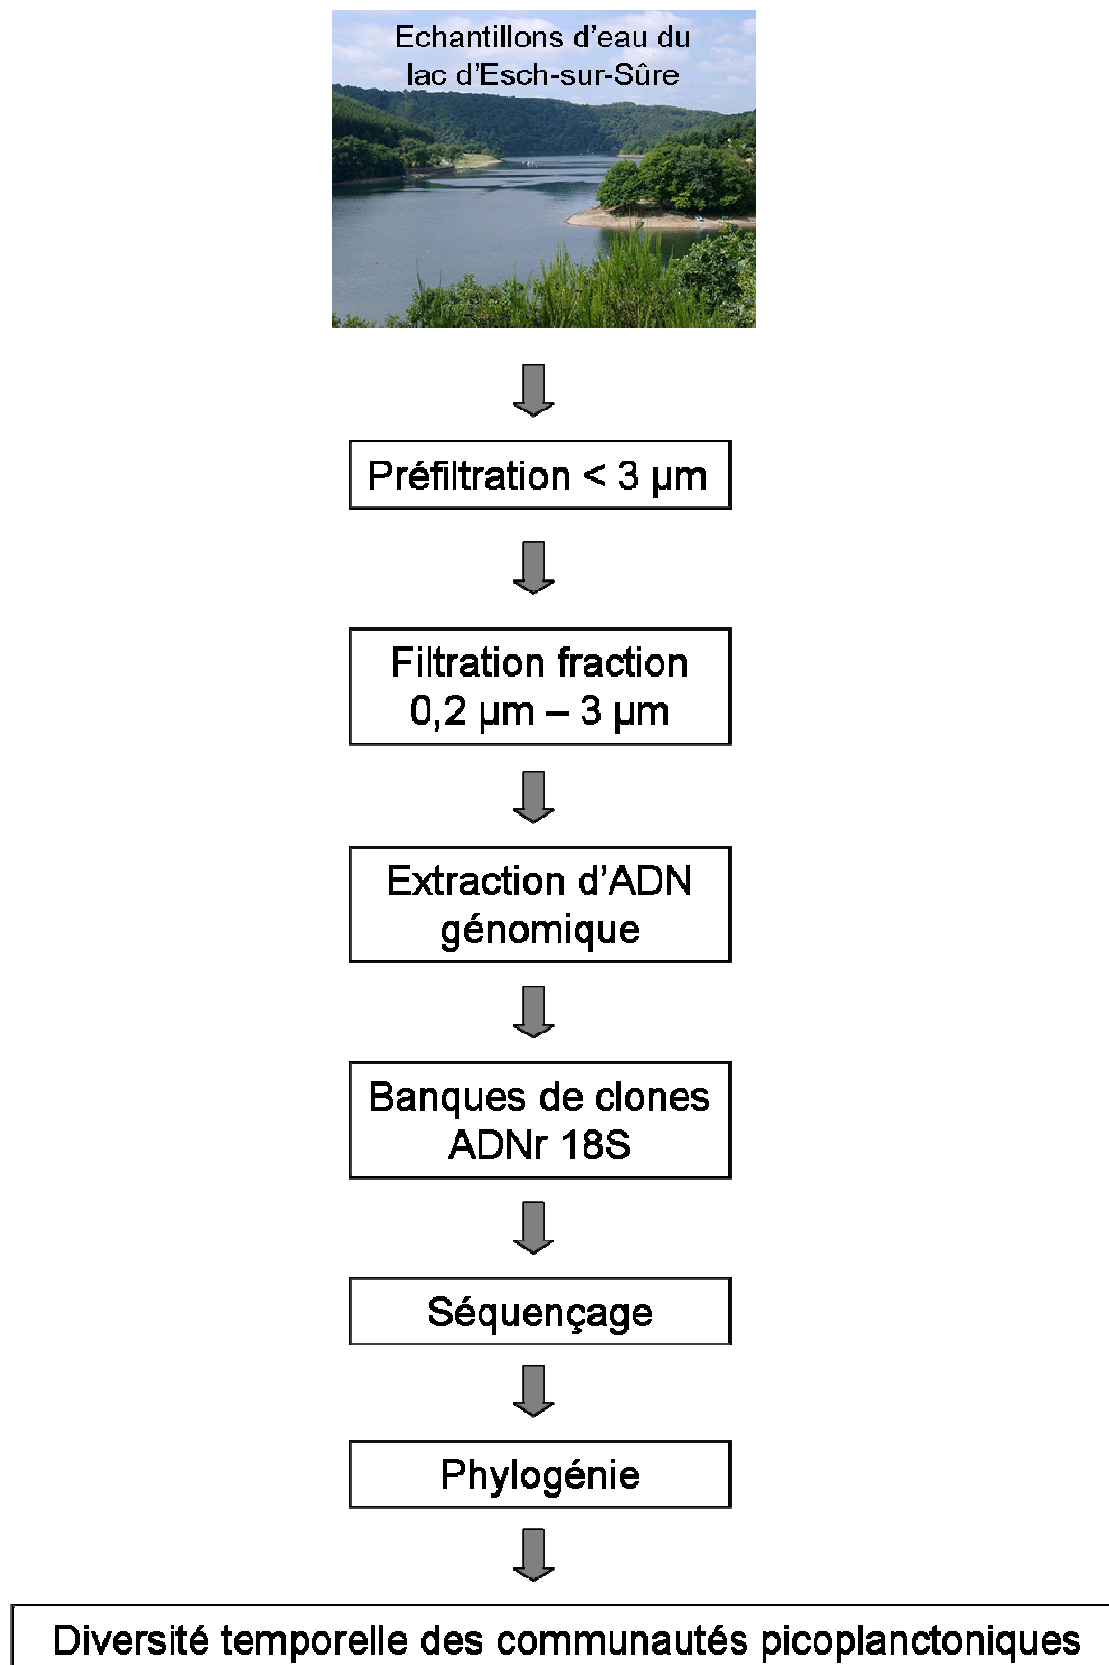 Echantillons d'eau du
lac d'Esch-sur-Sûre
Préfiltration < 3 µm
Filtration fraction
0,2 µm – 3 µm
Extraction d'ADN
génomique
Banques de clones
ADNr 18S
Séquençage
Phylogénie
Diversité temporelle des communautés picoplanctoniques